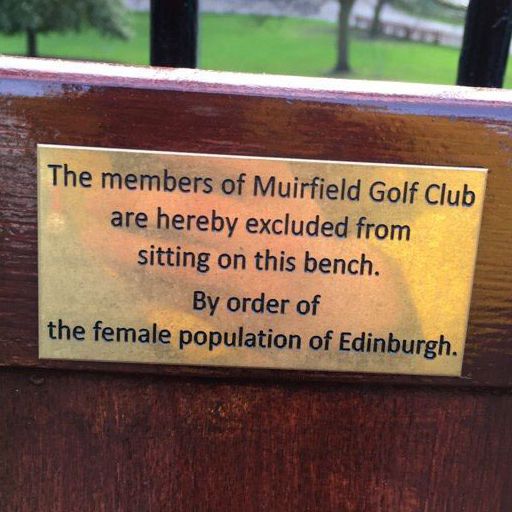 The members of Muirfield Golf Club
are hereby excluded from
sitting on this bench.
By order of
the female population of Edinburgh.